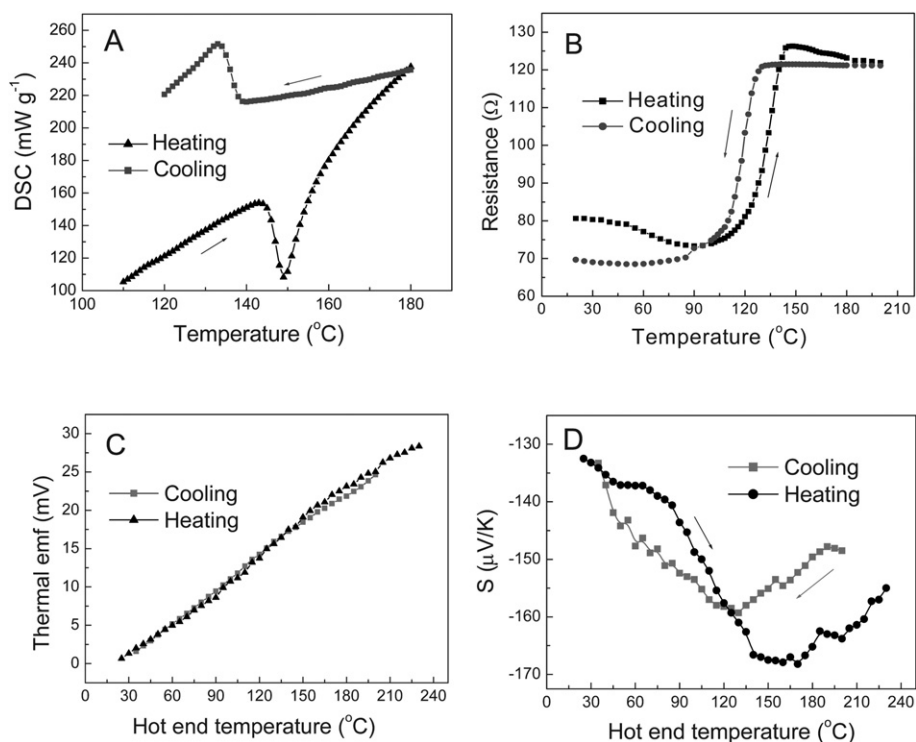 A
260
240
220
200
180
160
140
120
100
DSC (mW g⁻¹)
Heating
Cooling
100 120 140 160 180
Temperature (°C)
B
130
120
110
100
90
80
70
60
Resistance (Ω)
Heating
Cooling
0 30 60 90 120 150 180 210
Temperature (°C)
C
30
25
20
15
10
5
0
Thermal emf (mV)
Cooling
Heating
0 30 60 90 120 150 180 210 240
Hot end temperature (°C)
D
-130
-140
-150
-160
-170
S (μV/K)
Cooling
Heating
0 30 60 90 120 150 180 210 240
Hot end temperature (°C)